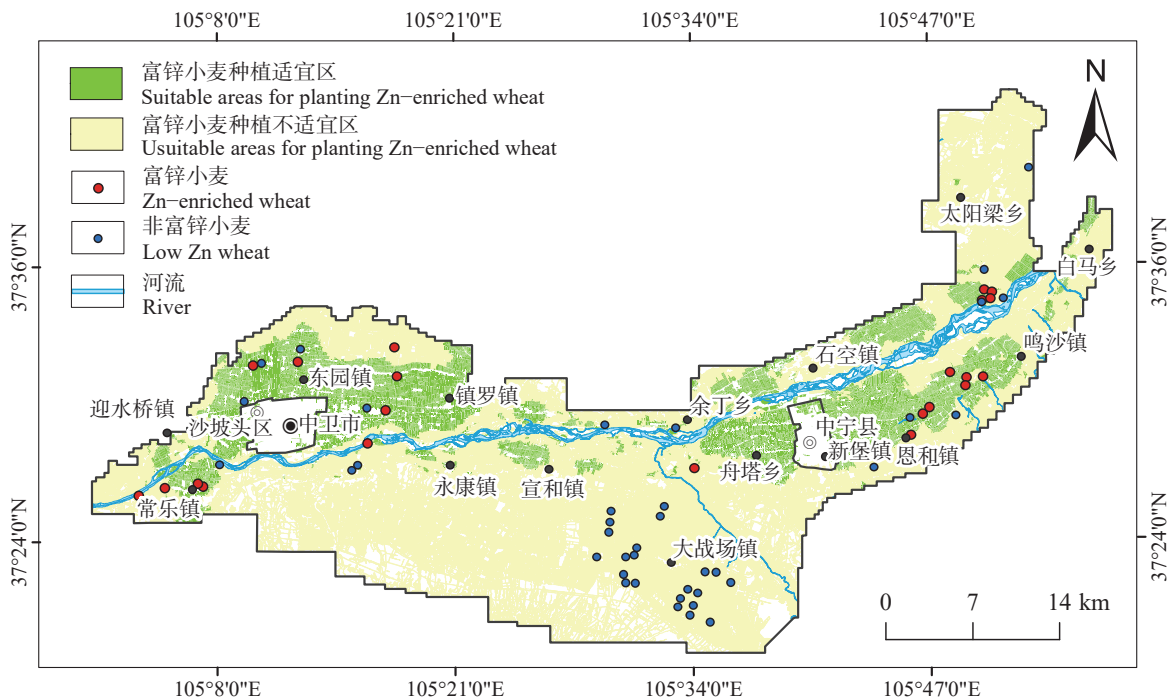 105°8'0"E 105°21'0"E 105°34'0"E 105°47'0"E
富锌小麦种植适宜区
Suitable areas for planting Zn−enriched wheat
富锌小麦种植不适宜区
Usuitable areas for planting Zn−enriched wheat
富锌小麦
Zn−enriched wheat
非富锌小麦
Low Zn wheat
河流
River
N
太阳梁乡
白马乡
37°36'0"N
37°36'0"N
鸣沙镇
石空镇
东园镇
镇罗镇
余丁乡
迎水桥镇
沙坡头区
中卫市
中宁县
新堡镇
恩和镇
舟塔乡
永康镇
宣和镇
常乐镇
大战场镇
37°24'0"N
37°24'0"N
0 7 14 km
105°8'0"E 105°21'0"E 105°34'0"E 105°47'0"E